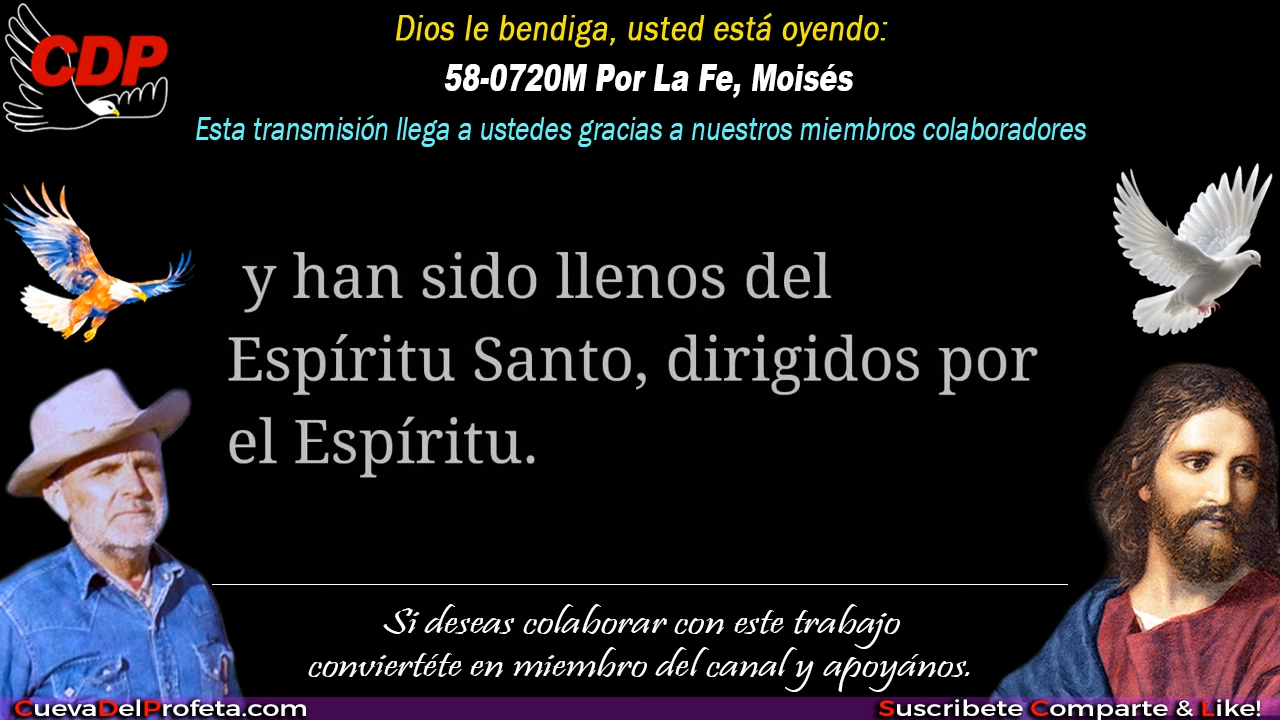 CDP
Dios le bendiga, usted está oyendo:
58-0720M Por La Fe, Moisés
Esta transmisión llega a ustedes gracias a nuestros miembros colaboradores
y han sido llenos del
Espíritu Santo, dirigidos por
el Espíritu.
Si deseas colaborar con este trabajo
conviertéte en miembro del canal y apoyános.
CuevaDelProfeta.com
Suscribete Comparte & Like!